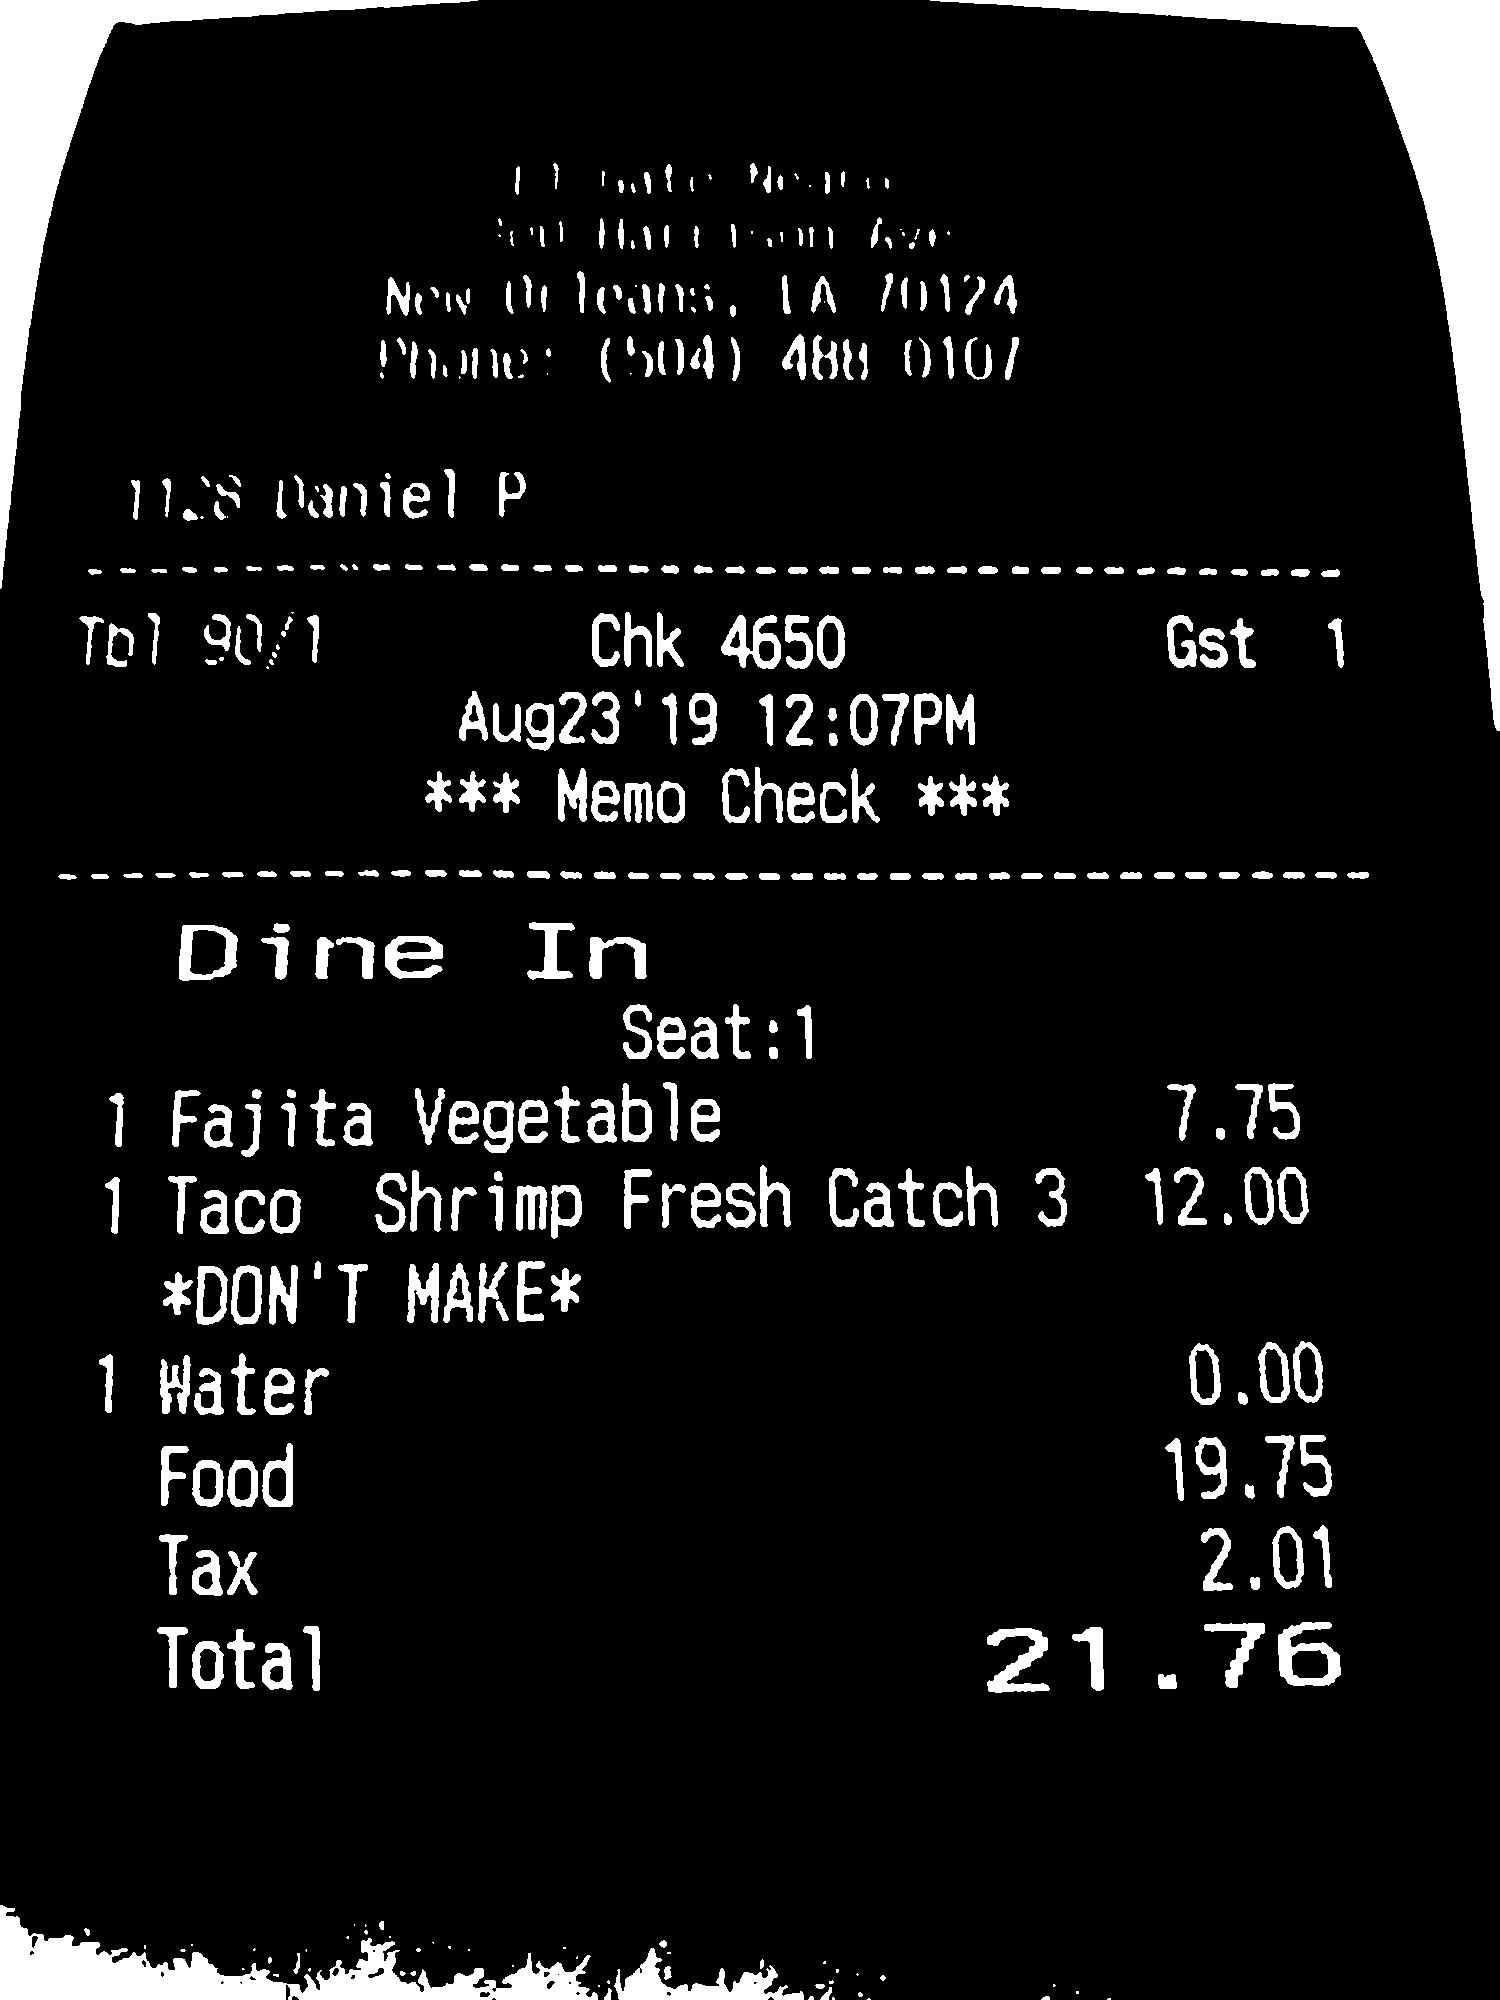 Harrison Ave
New Orleans, LA 70124
Phone: (504) 488 0107
1128 Daniel P
Tbl 90/1 Chk 4650 Gst 1
Aug23'19 12:07PM
*** Memo Check ***
Dine In
Seat:1
1 Fajita Vegetable 7.75
1 Taco Shrimp Fresh Catch 3 12.00
*DON'T MAKE*
1 Water 0.00
Food 19.75
Tax 2.01
Total 21.76